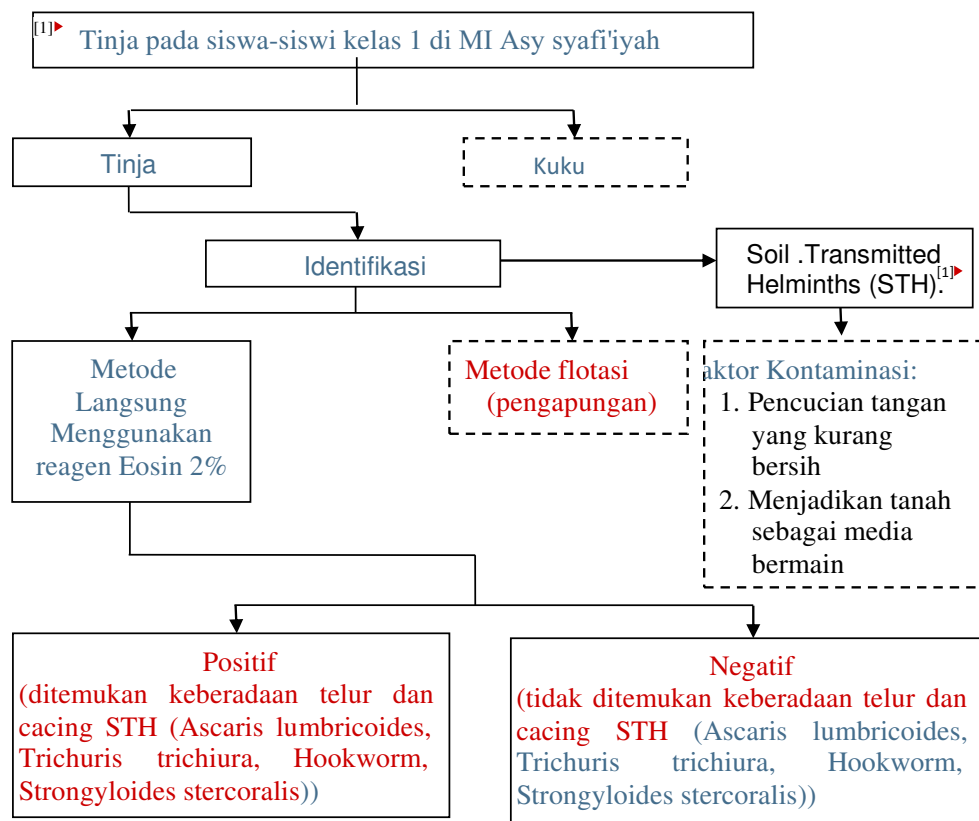 [1] Tinja pada siswa-siswi kelas 1 di MI Asy syafi'iyah
Tinja
Kuku
Identifikasi
Soil .Transmitted
Helminths (STH).[1]
Metode
Langsung
Menggunakan
reagen Eosin 2%
Metode flotasi
(pengapungan)
aktor Kontaminasi:
1. Pencucian tangan
yang kurang
bersih
2. Menjadikan tanah
sebagai media
bermain
Positif
(ditemukan keberadaan telur dan
cacing STH (Ascaris lumbricoides,
Trichuris trichiura, Hookworm,
Strongyloides stercoralis))
Negatif
(tidak ditemukan keberadaan telur dan
cacing STH (Ascaris lumbricoides,
Trichuris trichiura, Hookworm,
Strongyloides stercoralis))